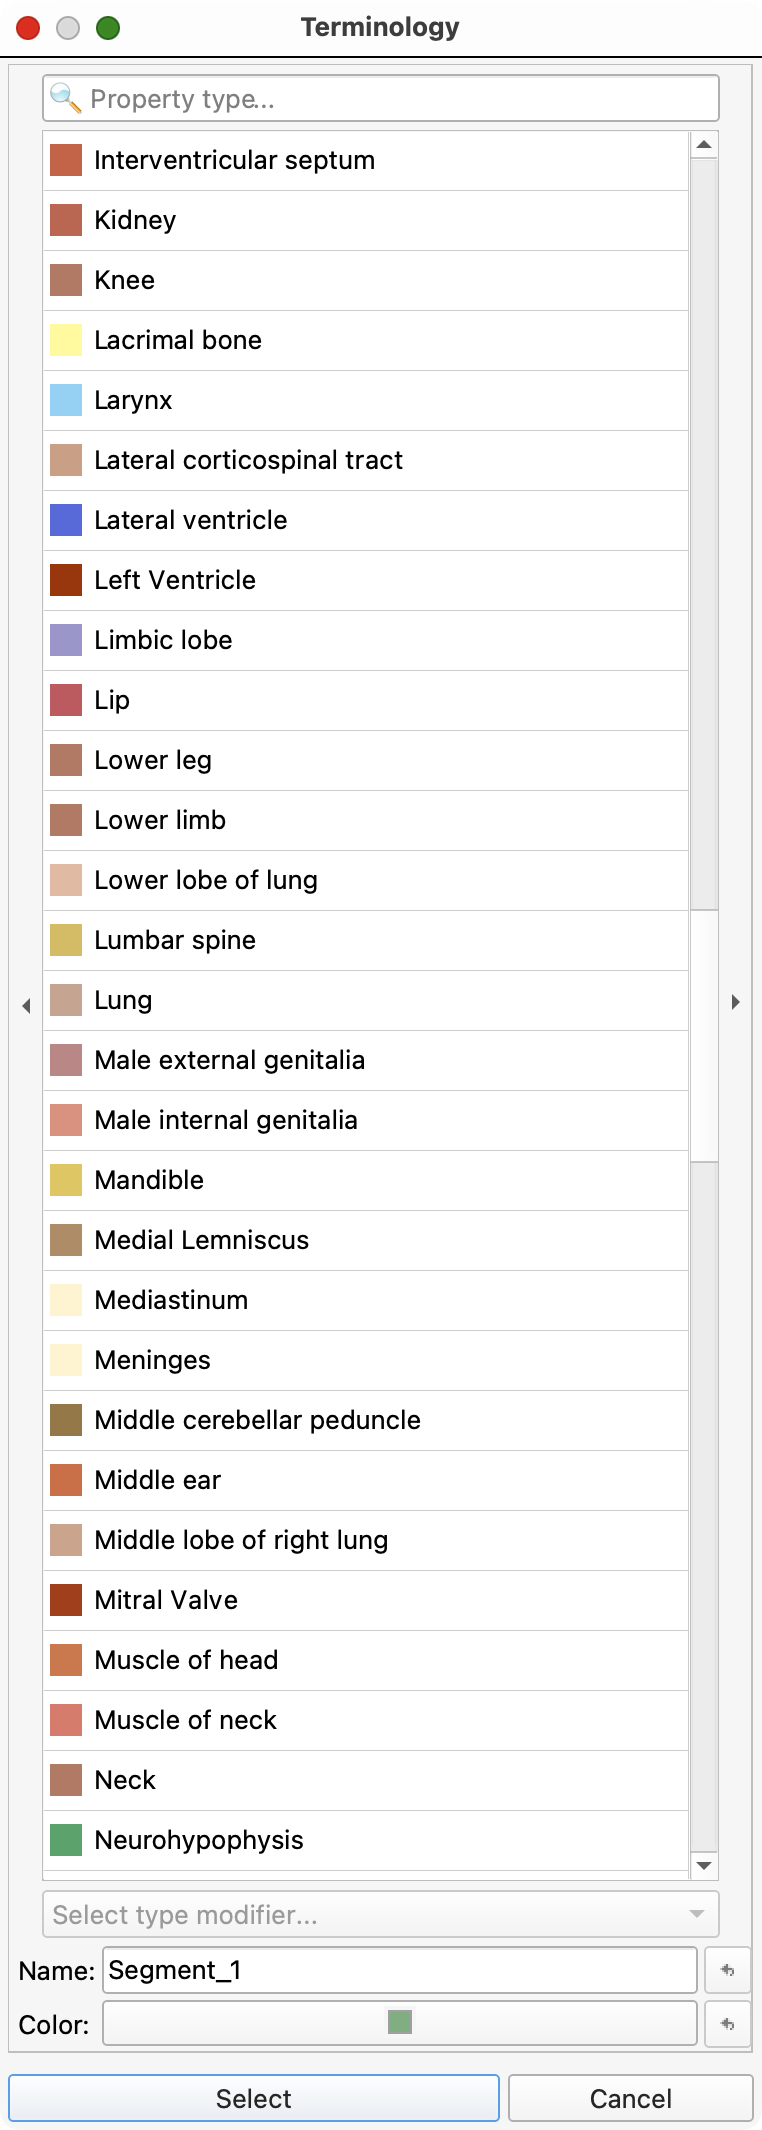 Terminology
Property type...
Interventricular septum
Kidney
Knee
Lacrimal bone
Larynx
Lateral corticospinal tract
Lateral ventricle
Left Ventricle
Limbic lobe
Lip
Lower leg
Lower limb
Lower lobe of lung
Lumbar spine
Lung
Male external genitalia
Male internal genitalia
Mandible
Medial Lemniscus
Mediastinum
Meninges
Middle cerebellar peduncle
Middle ear
Middle lobe of right lung
Mitral Valve
Muscle of head
Muscle of neck
Neck
Neurohypophysis
Select type modifier...
Name: Segment_1
Color:
Select Cancel